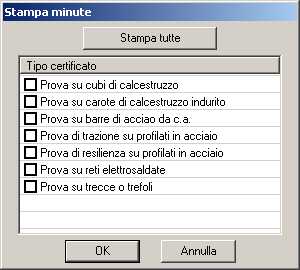 Stampa minute
Stampa tutte
Tipo certificato
Prova su cubi di calcestruzzo
Prova su carote di calcestruzzo indurito
Prova su barre di acciao da c.a.
Prova di trazione su profilati in acciaio
Prova di resilienza su profilati in acciaio
Prova su reti elettrosaldate
Prova su trecce o trefoli
OK
Annulla